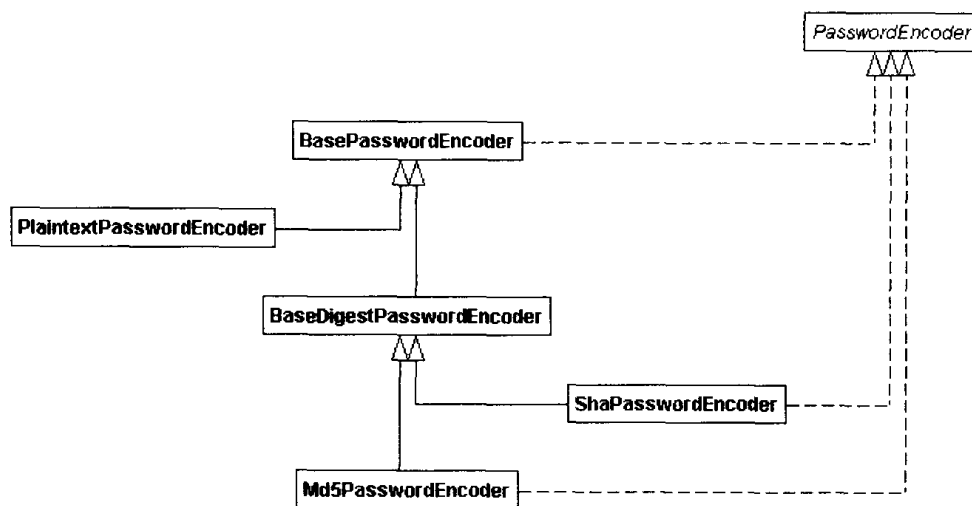 PasswordEncoder
BasePasswordEncoder
PlaintextPasswordEncoder
BaseDigestPasswordEncoder
ShaPasswordEncoder
Md5PasswordEncoder